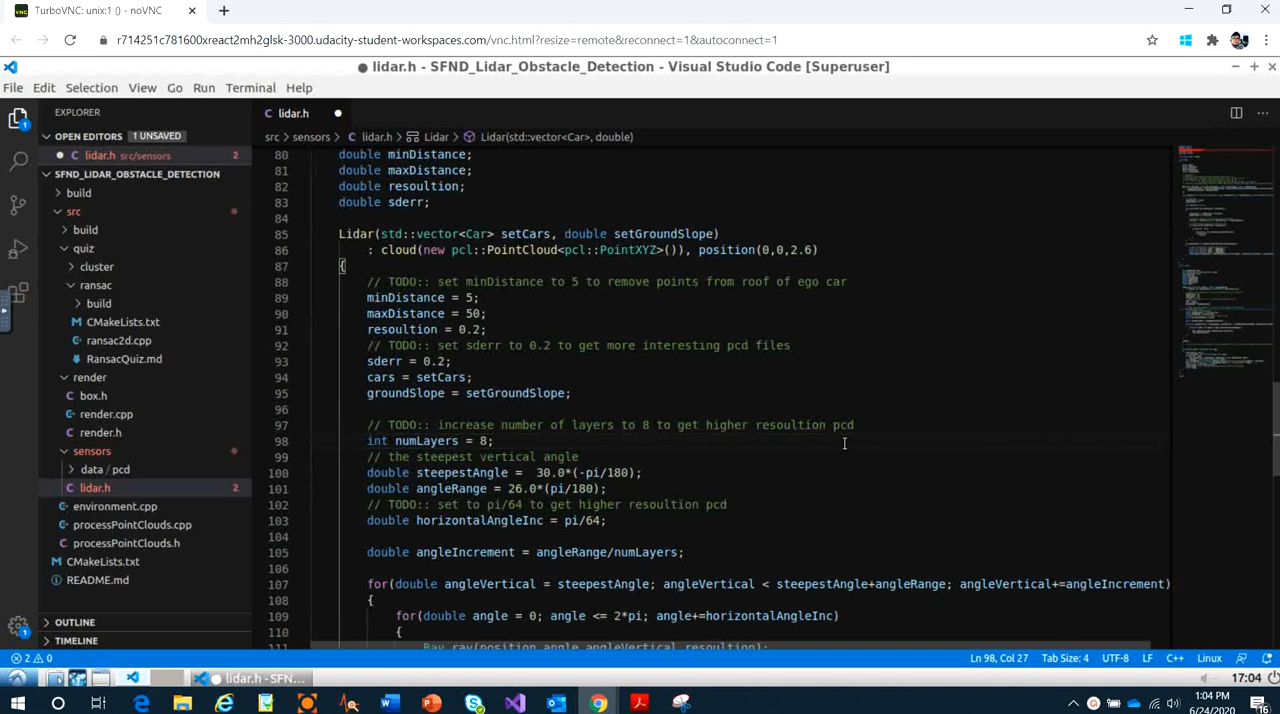 TurboVNC: unix:1 () - noVNC
r714251c781600xreact2mh2glsk-3000.udacity-student-workspaces.com/vnc.html?resize=remote&reconnect=1&autoconnect=1
lidar.h - SFND_Lidar_Obstacle_Detection - Visual Studio Code [Superuser]
File Edit Selection View Go Run Terminal Help
EXPLORER
lidar.h
OPEN EDITORS 1 UNSAVED
src > sensors > lidar.h > Lidar > Lidar(std::vector<Car>, double)
lidar.h src/sensors 2
SFND_LIDAR_OBSTACLE_DETECTION
build
src
build
quiz
cluster
ransac
build
CMakeLists.txt
ransac2d.cpp
RansacQuiz.md
render
box.h
render.cpp
render.h
sensors
data / pcd
lidar.h 2
environment.cpp
processPointClouds.cpp
processPointClouds.h
CMakeLists.txt
README.md
OUTLINE
TIMELINE
80 double minDistance;
81 double maxDistance;
82 double resoultion;
83 double sderr;
84
85 Lidar(std::vector<Car> setCars, double setGroundSlope)
86 : cloud(new pcl::PointCloud<pcl::PointXYZ>()), position(0,0,2.6)
87 {
88 // TODO:: set minDistance to 5 to remove points from roof of ego car
89 minDistance = 5;
90 maxDistance = 50;
91 resoultion = 0.2;
92 // TODO:: set sderr to 0.2 to get more interesting pcd files
93 sderr = 0.2;
94 cars = setCars;
95 groundSlope = setGroundSlope;
96
97 // TODO:: increase number of layers to 8 to get higher resoultion pcd
98 int numLayers = 8;
99 // the steepest vertical angle
100 double steepestAngle = 30.0*(-pi/180);
101 double angleRange = 26.0*(pi/180);
102 // TODO:: set to pi/64 to get higher resoultion pcd
103 double horizontalAngleInc = pi/64;
104
105 double angleIncrement = angleRange/numLayers;
106
107 for(double angleVertical = steepestAngle; angleVertical < steepestAngle+angleRange; angleVertical+=angleIncrement)
108 {
109 for(double angle = 0; angle <= 2*pi; angle+=horizontalAngleInc)
110 {
111 Ray ray(position,angle,angleVertical,resoultion);
2 0
Ln 98, Col 27 Tab Size: 4 UTF-8 LF C++ Linux
lidar.h - SFN...
17:04
1:04 PM
6/24/2020
16